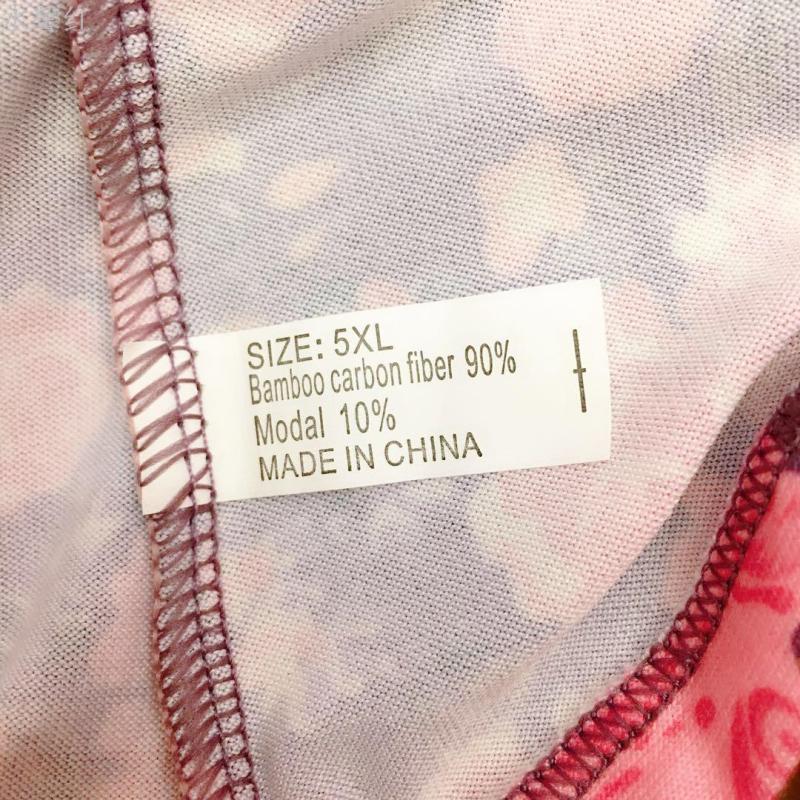 SIZE: 5XL
Bamboo carbon fiber 90%
Modal 10%
MADE IN CHINA